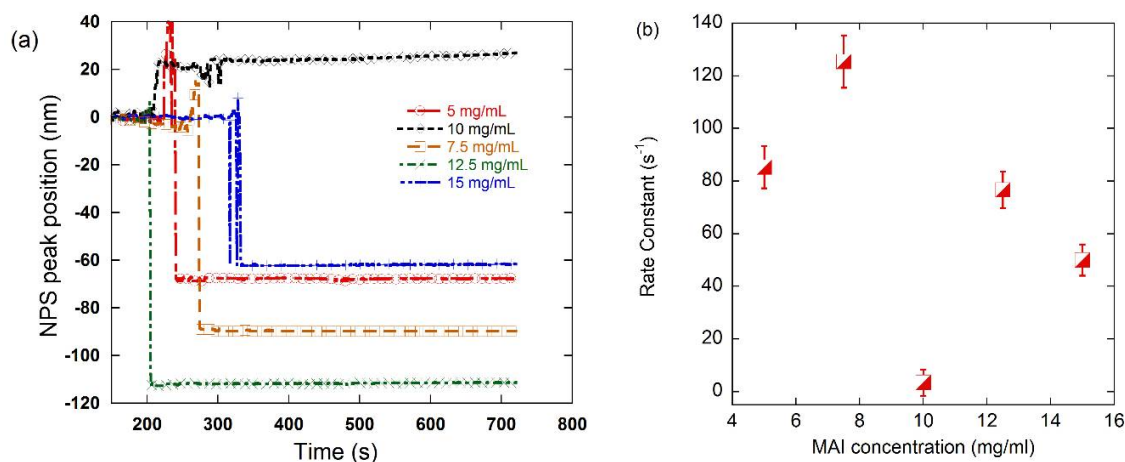 (a)
NPS peak position (nm)
40
20
0
-20
-40
-60
-80
-100
-120
200 300 400 500 600 700 800
Time (s)
5 mg/mL
10 mg/mL
7.5 mg/mL
12.5 mg/mL
15 mg/mL
(b)
Rate Constant (s⁻¹)
140
120
100
80
60
40
20
0
4 6 8 10 12 14 16
MAI concentration (mg/ml)